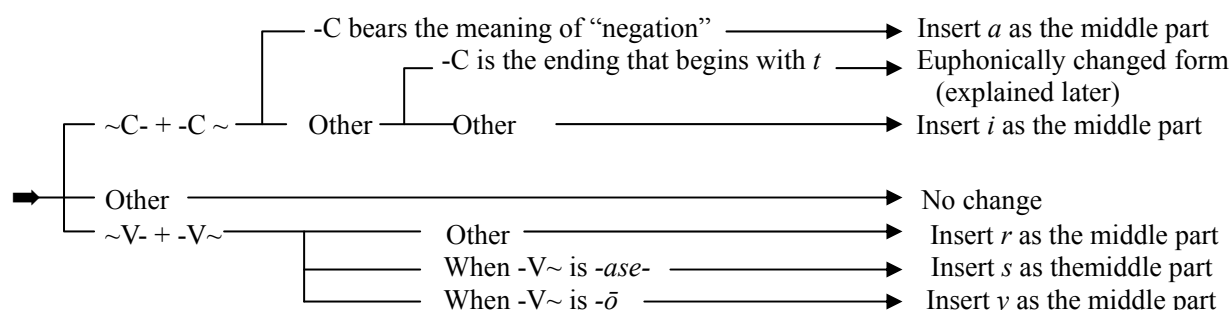 -C bears the meaning of “negation” Insert a as the middle part
-C is the ending that begins with t Euphonically changed form
(explained later)
~C- + -C ~ Other Other Insert i as the middle part
Other No change
~V- + -V~ Other Insert r as the middle part
When -V~ is -ase- Insert s as themiddle part
When -V~ is -ō Insert y as the middle part